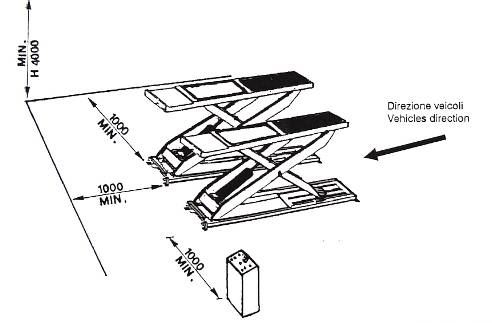 MIN.
H 4000
1000
MIN.
1000
MIN.
1000
MIN.
Direzione veicoli
Vehicles direction